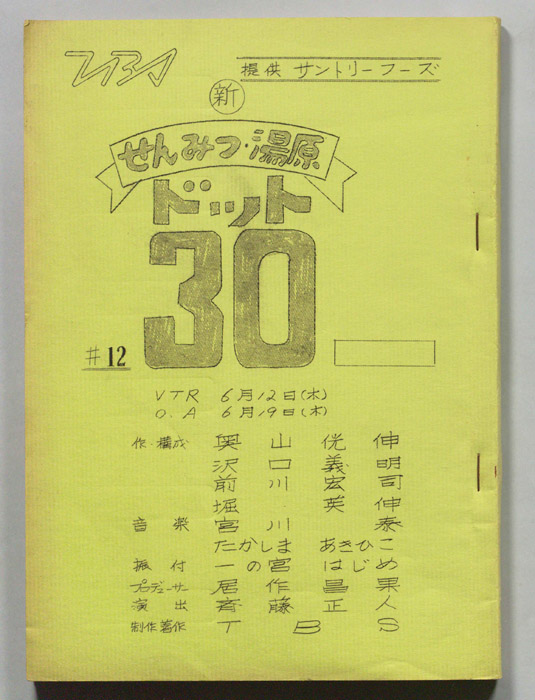 TBS
提供 サントリーフーズ
新
せんみつ・湯原
ドット
30
#12
VTR 6月12日(木)
O.A 6月19日(木)
作・構成 奥山侊伸
沢口義明
前川宏司
堀英伸
音楽 宮川泰
たかしまあきひこ
振付 一の宮はじめ
プロデューサー 居作昌果
演出 斉藤正人
制作著作 TBS